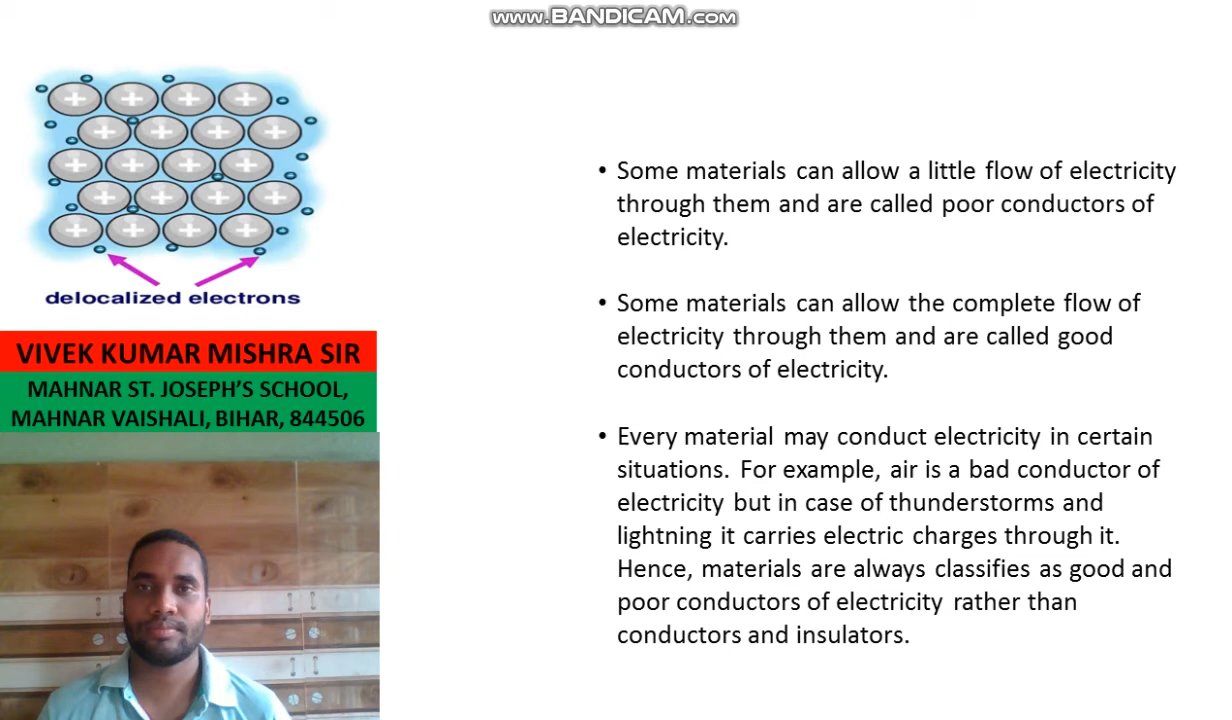 www.BANDICAM.com
delocalized electrons
VIVEK KUMAR MISHRA SIR
MAHNAR ST. JOSEPH'S SCHOOL,
MAHNAR VAISHALI, BIHAR, 844506
• Some materials can allow a little flow of electricity
through them and are called poor conductors of
electricity.
• Some materials can allow the complete flow of
electricity through them and are called good
conductors of electricity.
• Every material may conduct electricity in certain
situations. For example, air is a bad conductor of
electricity but in case of thunderstorms and
lightning it carries electric charges through it.
Hence, materials are always classifies as good and
poor conductors of electricity rather than
conductors and insulators.